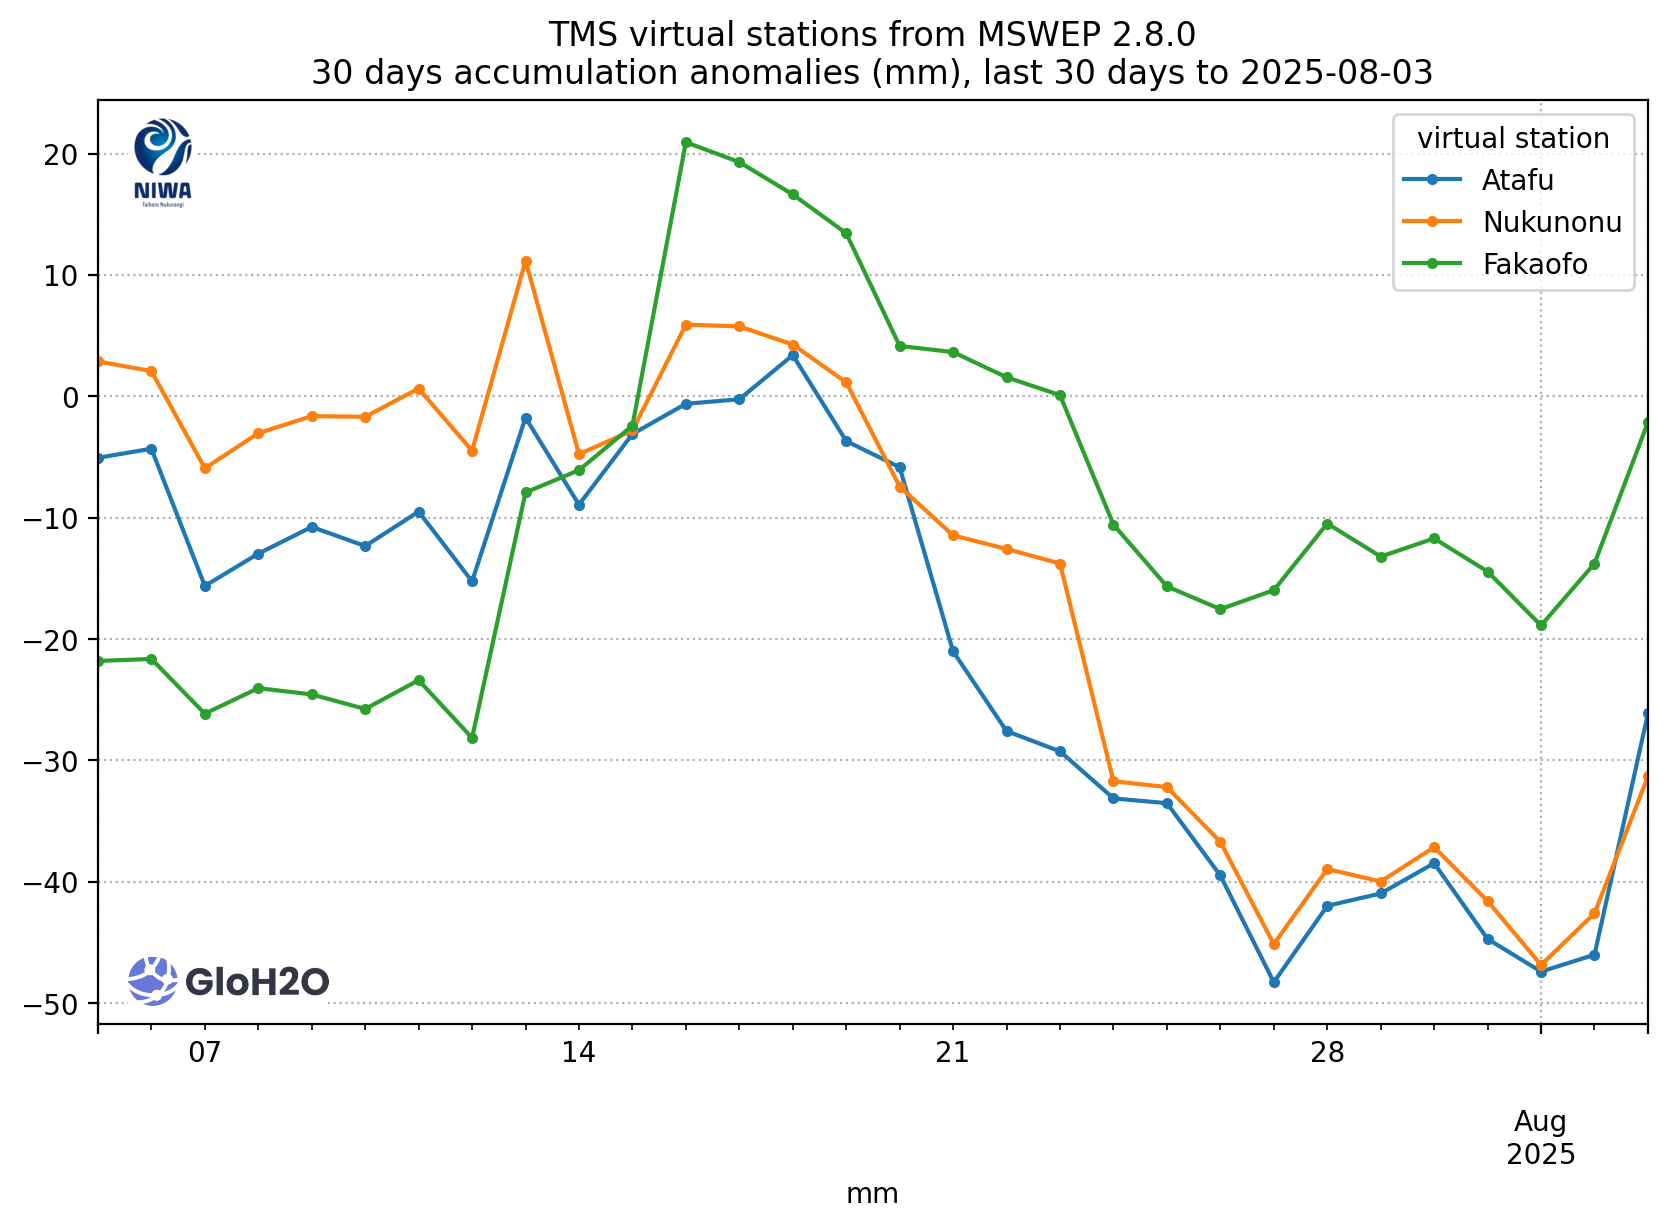 TMS virtual stations from MSWEP 2.8.0
30 days accumulation anomalies (mm), last 30 days to 2025-08-03
NIWA
Taihoro Nukurangi
virtual station
Atafu
Nukunonu
Fakaofo
20
10
0
−10
−20
−30
−40
−50
GloH2O
07
14
21
28
Aug
2025
mm